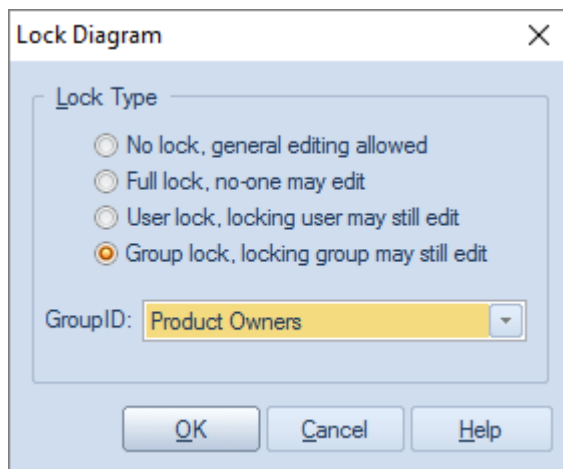 Lock Diagram
Lock Type
No lock, general editing allowed
Full lock, no-one may edit
User lock, locking user may still edit
Group lock, locking group may still edit
GroupID: Product Owners
OK Cancel Help